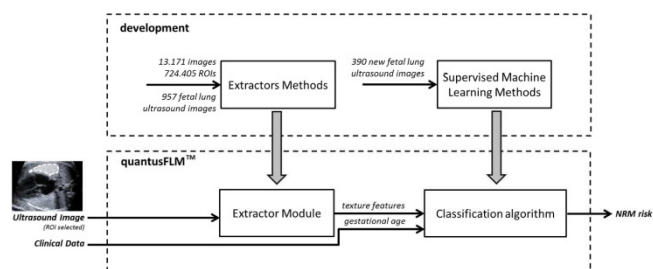 development
13.171 images
724.405 ROIs
957 fetal lung
ultrasound images
Extractors Methods
390 new fetal lung
ultrasound images
Supervised Machine
Learning Methods
quantusFLM™
Ultrasound Image
(ROI selected)
Clinical Data
Extractor Module
texture features
gestational age
Classification algorithm
NRM risk